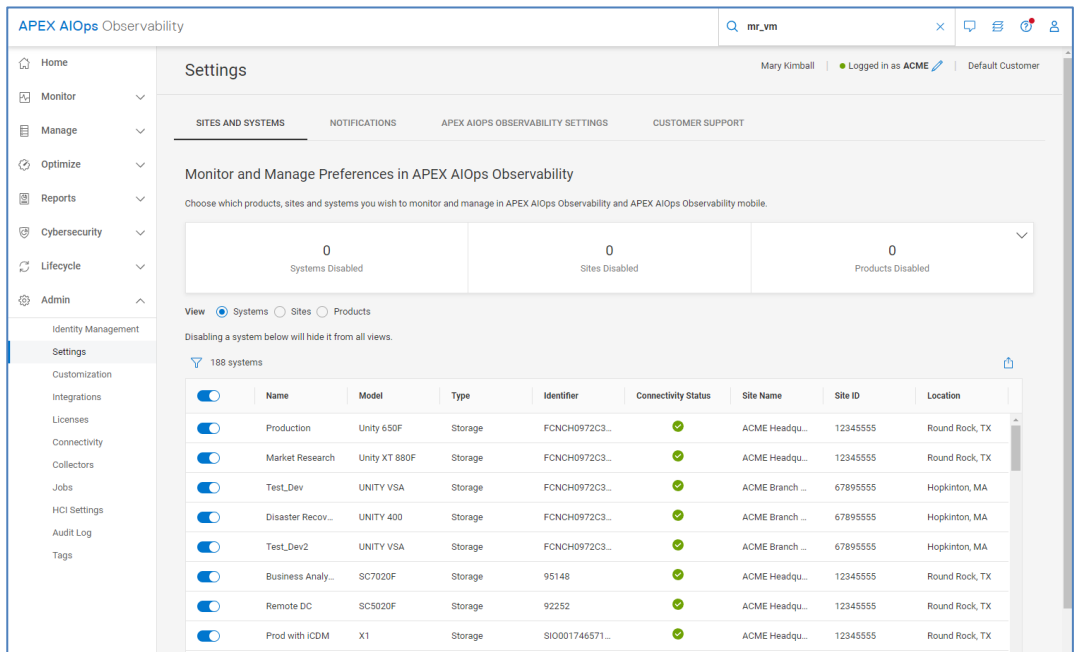 APEX AIOps Observability
mr_vm
Home
Monitor
Manage
Optimize
Reports
Cybersecurity
Lifecycle
Admin
Identity Management
Settings
Customization
Integrations
Licenses
Connectivity
Collectors
Jobs
HCI Settings
Audit Log
Tags
Settings
Mary Kimball Logged in as ACME Default Customer
SITES AND SYSTEMS NOTIFICATIONS APEX AIOPS OBSERVABILITY SETTINGS CUSTOMER SUPPORT
Monitor and Manage Preferences in APEX AIOps Observability
Choose which products, sites and systems you wish to monitor and manage in APEX AIOps Observability and APEX AIOps Observability mobile.
0 0 0
Systems Disabled Sites Disabled Products Disabled
View Systems Sites Products
Disabling a system below will hide it from all views.
188 systems
Name Model Type Identifier Connectivity Status Site Name Site ID Location
Production Unity 650F Storage FCNCH0972C3... ACME Headqu... 12345555 Round Rock, TX
Market Research Unity XT 880F Storage FCNCH0972C3... ACME Headqu... 12345555 Round Rock, TX
Test_Dev UNITY VSA Storage FCNCH0972C3... ACME Branch ... 67895555 Hopkinton, MA
Disaster Recov... UNITY 400 Storage FCNCH0972C3... ACME Branch ... 67895555 Hopkinton, MA
Test_Dev2 UNITY VSA Storage FCNCH0972C3... ACME Branch ... 67895555 Hopkinton, MA
Business Analy... SC7020F Storage 95148 ACME Headqu... 12345555 Round Rock, TX
Remote DC SC5020F Storage 92252 ACME Headqu... 12345555 Round Rock, TX
Prod with iCDM X1 Storage SIO001746571... ACME Headqu... 12345555 Round Rock, TX